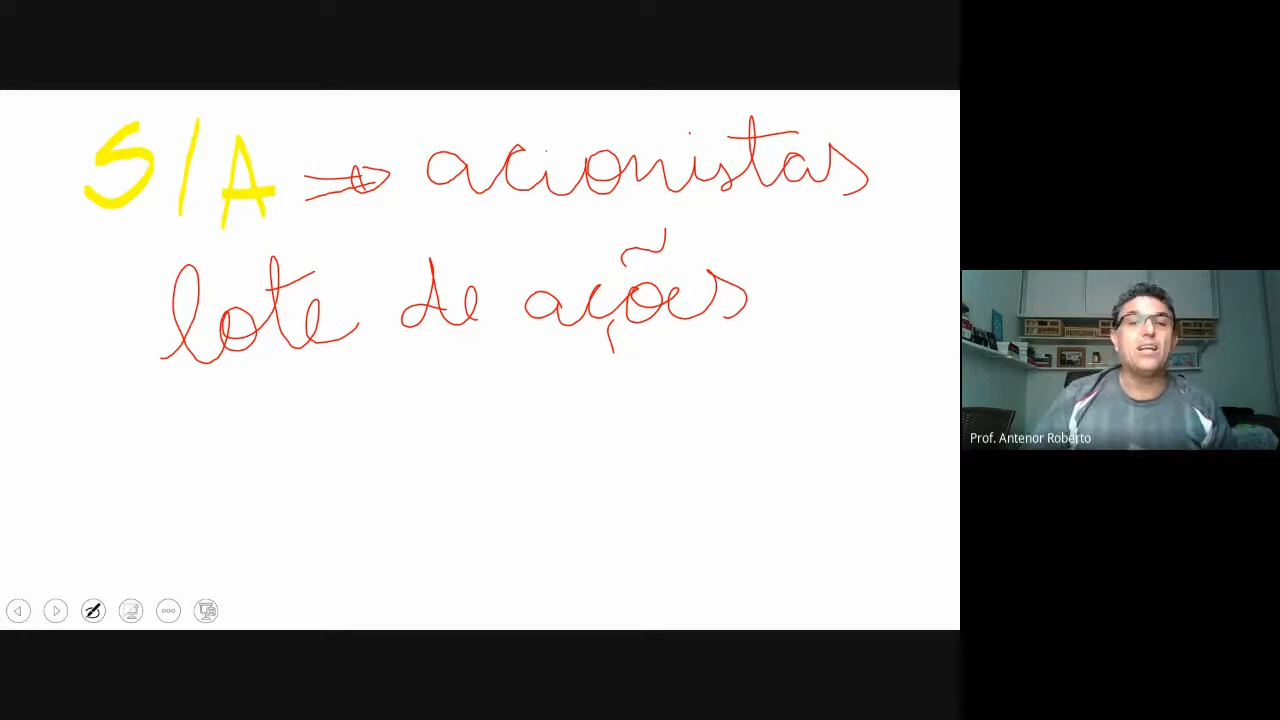 S/A ⇒ acionistas
lote de ações
Prof. Antenor Roberto